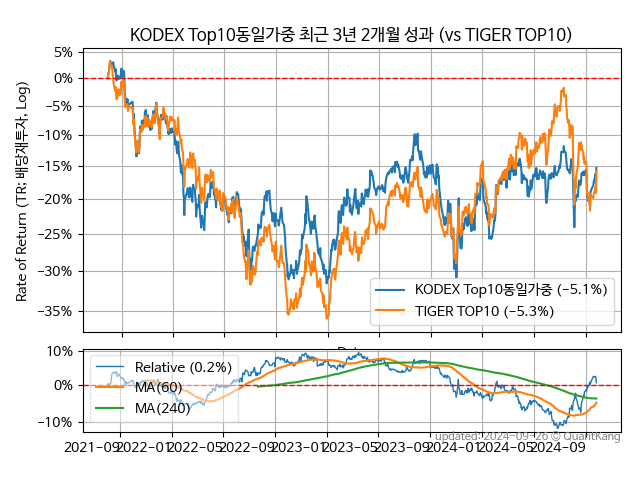 KODEX Top10동일가중 최근 3년 2개월 성과 (vs TIGER TOP10)
5%
0%
−5%
−10%
−15%
−20%
−25%
−30%
−35%
Rate of Return (TR: 배당재투자, Log)
KODEX Top10동일가중 (−5.1%)
TIGER TOP10 (−5.3%)
10%
0%
−10%
Relative (0.2%)
MA(60)
MA(240)
updated: 2024-09-26 © QuantKang
2021-09 2022-01 2022-05 2022-09 2023-01 2023-05 2023-09 2024-01 2024-05 2024-09